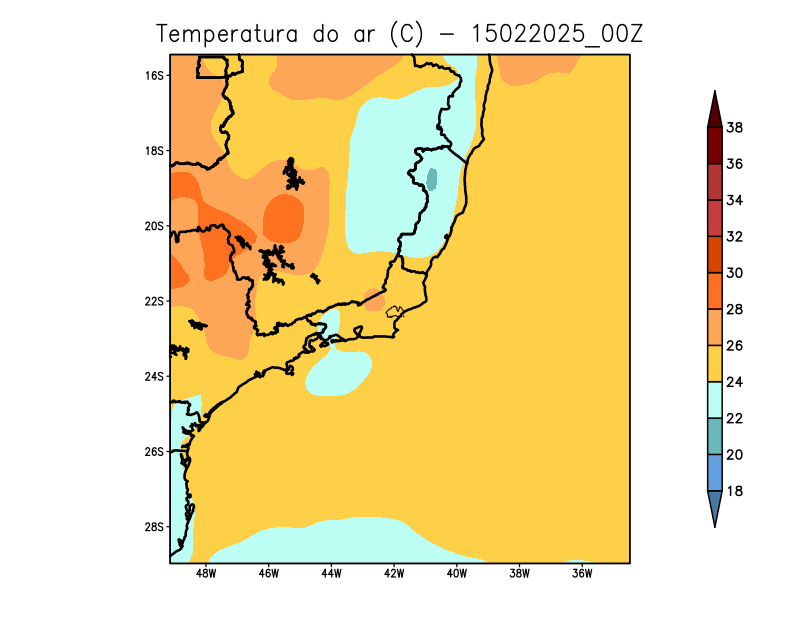 Temperatura do ar (C) – 15022025_00Z
16S
18S
20S
22S
24S
26S
28S
48W 46W 44W 42W 40W 38W 36W
38
36
34
32
30
28
26
24
22
20
18